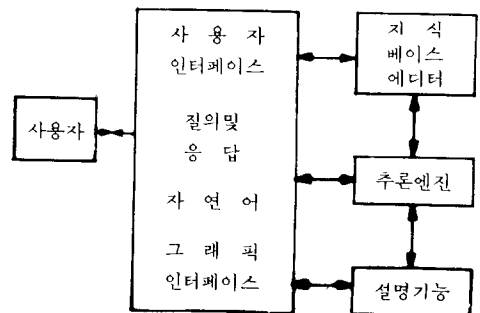 사용자
사 용 자
인터페이스
질의및
응 답
자 연 어
그 래 픽
인터페이스
지 식
베이스
에디터
추론엔진
설명기능